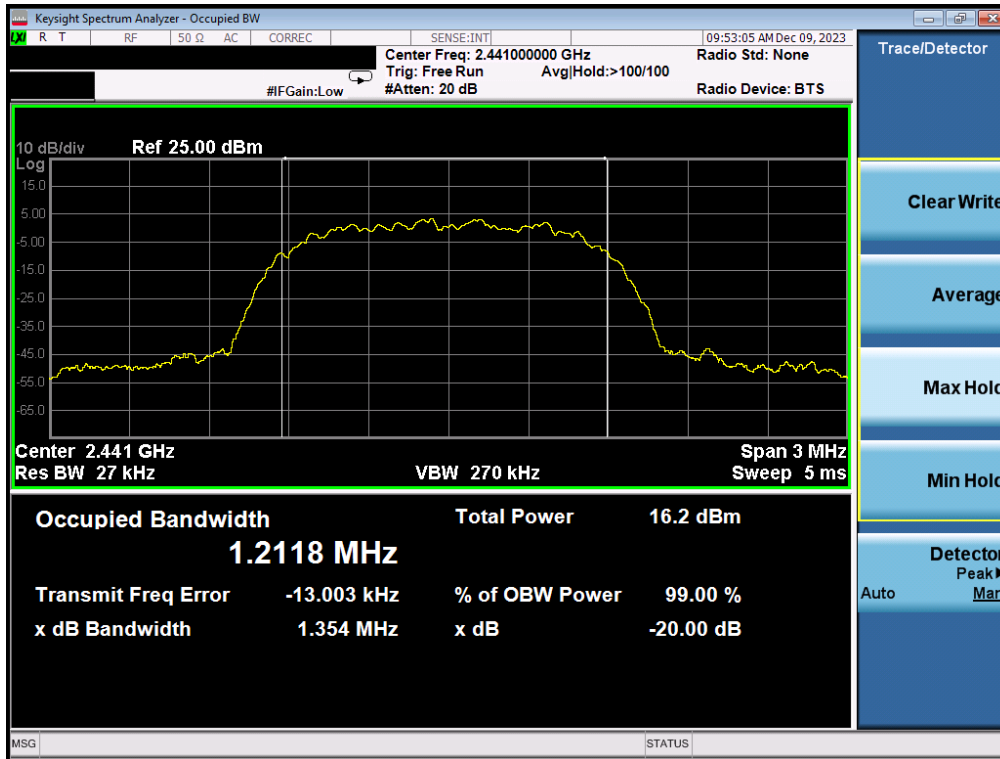 Keysight Spectrum Analyzer - Occupied BW
LXI R T RF 50 Ω AC CORREC SENSE:INT 09:53:05 AM Dec 09, 2023
Center Freq: 2.441000000 GHz Radio Std: None
Trig: Free Run Avg|Hold:>100/100
#IFGain:Low #Atten: 20 dB Radio Device: BTS
10 dB/div Ref 25.00 dBm
Log
15.0
5.00
-5.00
-15.0
-25.0
-35.0
-45.0
-55.0
-65.0
Center 2.441 GHz Span 3 MHz
Res BW 27 kHz VBW 270 kHz Sweep 5 ms
Occupied Bandwidth Total Power 16.2 dBm
1.2118 MHz
Transmit Freq Error -13.003 kHz % of OBW Power 99.00 %
x dB Bandwidth 1.354 MHz x dB -20.00 dB
MSG STATUS
Trace/Detector
Clear Write
Average
Max Hold
Min Hold
Detector
Peak
Auto Man